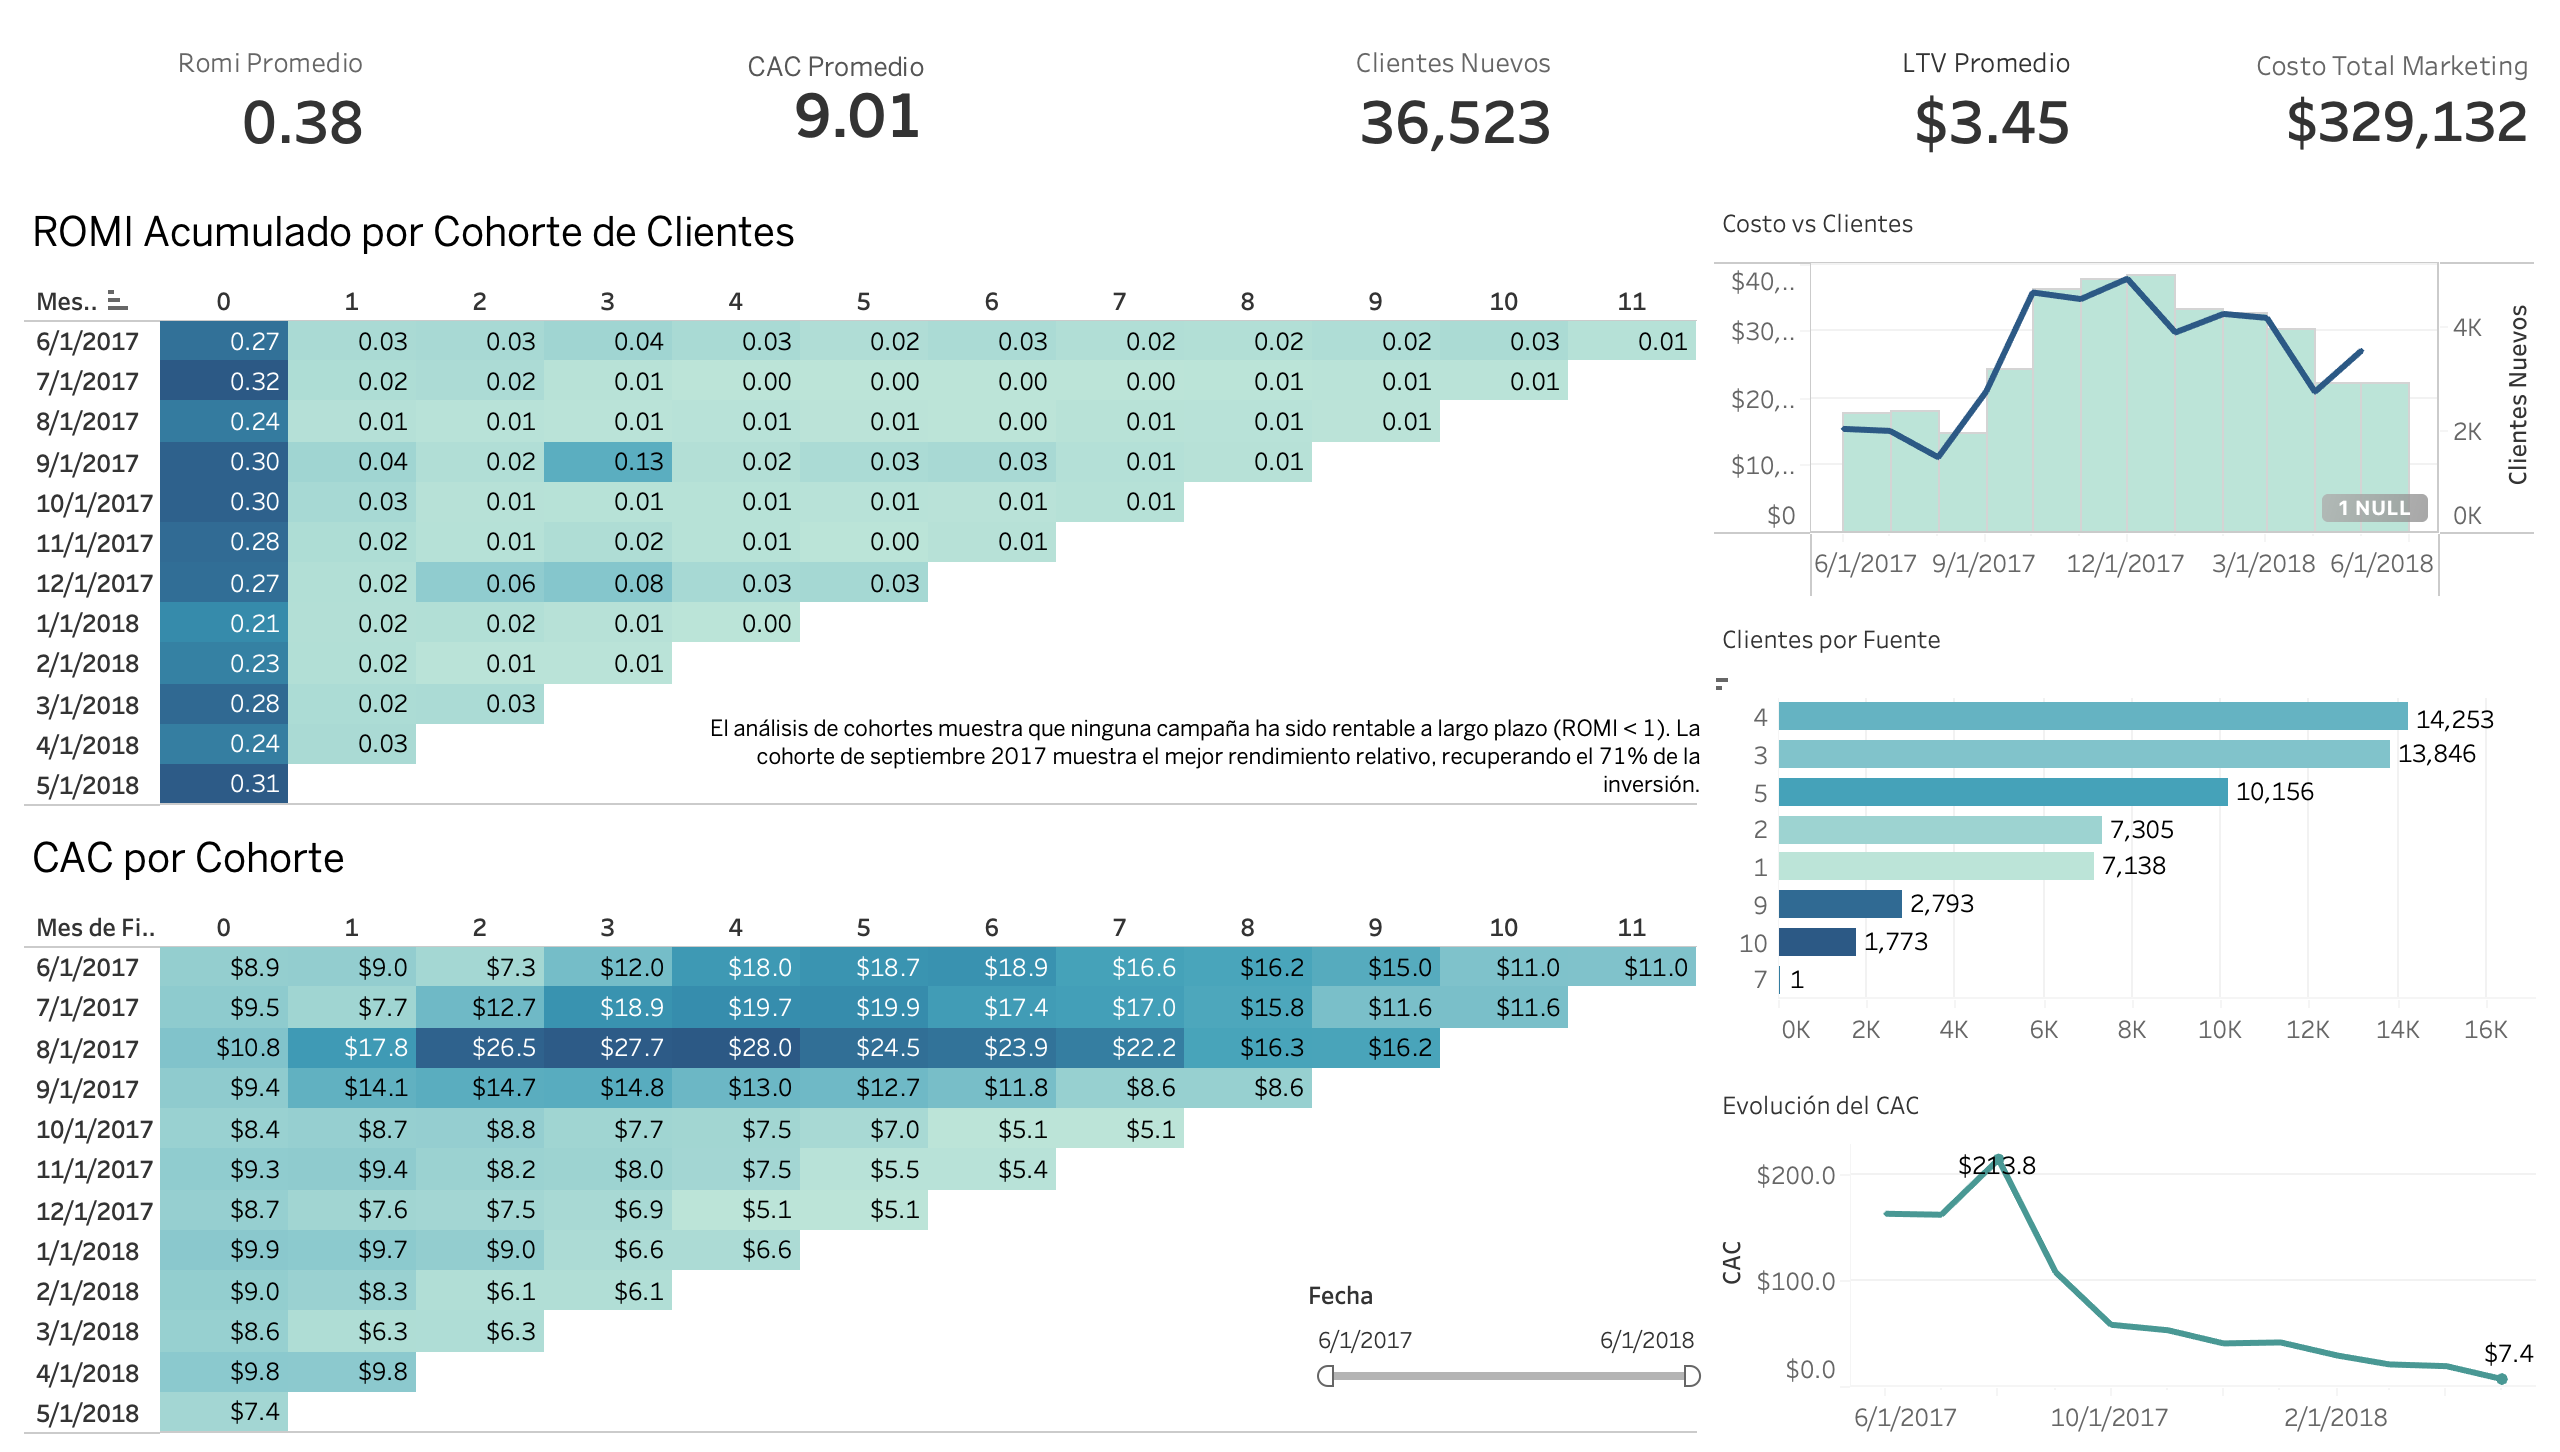 Romi Promedio
0.38
CAC Promedio
9.01
Clientes Nuevos
36,523
LTV Promedio
$3.45
Costo Total Marketing
$329,132
ROMI Acumulado por Cohorte de Clientes
Mes.. 0 1 2 3 4 5 6 7 8 9 10 11
6/1/2017 0.27 0.03 0.03 0.04 0.03 0.02 0.03 0.02 0.02 0.02 0.03 0.01
7/1/2017 0.32 0.02 0.02 0.01 0.00 0.00 0.00 0.00 0.01 0.01 0.01
8/1/2017 0.24 0.01 0.01 0.01 0.01 0.01 0.00 0.01 0.01 0.01
9/1/2017 0.30 0.04 0.02 0.13 0.02 0.03 0.03 0.01 0.01
10/1/2017 0.30 0.03 0.01 0.01 0.01 0.01 0.01 0.01
11/1/2017 0.28 0.02 0.01 0.02 0.01 0.00 0.01
12/1/2017 0.27 0.02 0.06 0.08 0.03 0.03
1/1/2018 0.21 0.02 0.02 0.01 0.00
2/1/2018 0.23 0.02 0.01 0.01
3/1/2018 0.28 0.02 0.03
4/1/2018 0.24 0.03
5/1/2018 0.31
El análisis de cohortes muestra que ninguna campaña ha sido rentable a largo plazo (ROMI < 1). La
cohorte de septiembre 2017 muestra el mejor rendimiento relativo, recuperando el 71% de la
inversión.
CAC por Cohorte
Mes de Fi.. 0 1 2 3 4 5 6 7 8 9 10 11
6/1/2017 $8.9 $9.0 $7.3 $12.0 $18.0 $18.7 $18.9 $16.6 $16.2 $15.0 $11.0 $11.0
7/1/2017 $9.5 $7.7 $12.7 $18.9 $19.7 $19.9 $17.4 $17.0 $15.8 $11.6 $11.6
8/1/2017 $10.8 $17.8 $26.5 $27.7 $28.0 $24.5 $23.9 $22.2 $16.3 $16.2
9/1/2017 $9.4 $14.1 $14.7 $14.8 $13.0 $12.7 $11.8 $8.6 $8.6
10/1/2017 $8.4 $8.7 $8.8 $7.7 $7.5 $7.0 $5.1 $5.1
11/1/2017 $9.3 $9.4 $8.2 $8.0 $7.5 $5.5 $5.4
12/1/2017 $8.7 $7.6 $7.5 $6.9 $5.1 $5.1
1/1/2018 $9.9 $9.7 $9.0 $6.6 $6.6
2/1/2018 $9.0 $8.3 $6.1 $6.1
3/1/2018 $8.6 $6.3 $6.3
4/1/2018 $9.8 $9.8
5/1/2018 $7.4
Fecha
6/1/2017 6/1/2018
Costo vs Clientes
$40,..
$30,..
$20,..
$10,..
$0
4K
2K
0K
Clientes Nuevos
1 NULL
6/1/2017 9/1/2017 12/1/2017 3/1/2018 6/1/2018
Clientes por Fuente
4 14,253
3 13,846
5 10,156
2 7,305
1 7,138
9 2,793
10 1,773
7 1
0K 2K 4K 6K 8K 10K 12K 14K 16K
Evolución del CAC
CAC
$200.0
$100.0
$0.0
$213.8
$7.4
6/1/2017 10/1/2017 2/1/2018